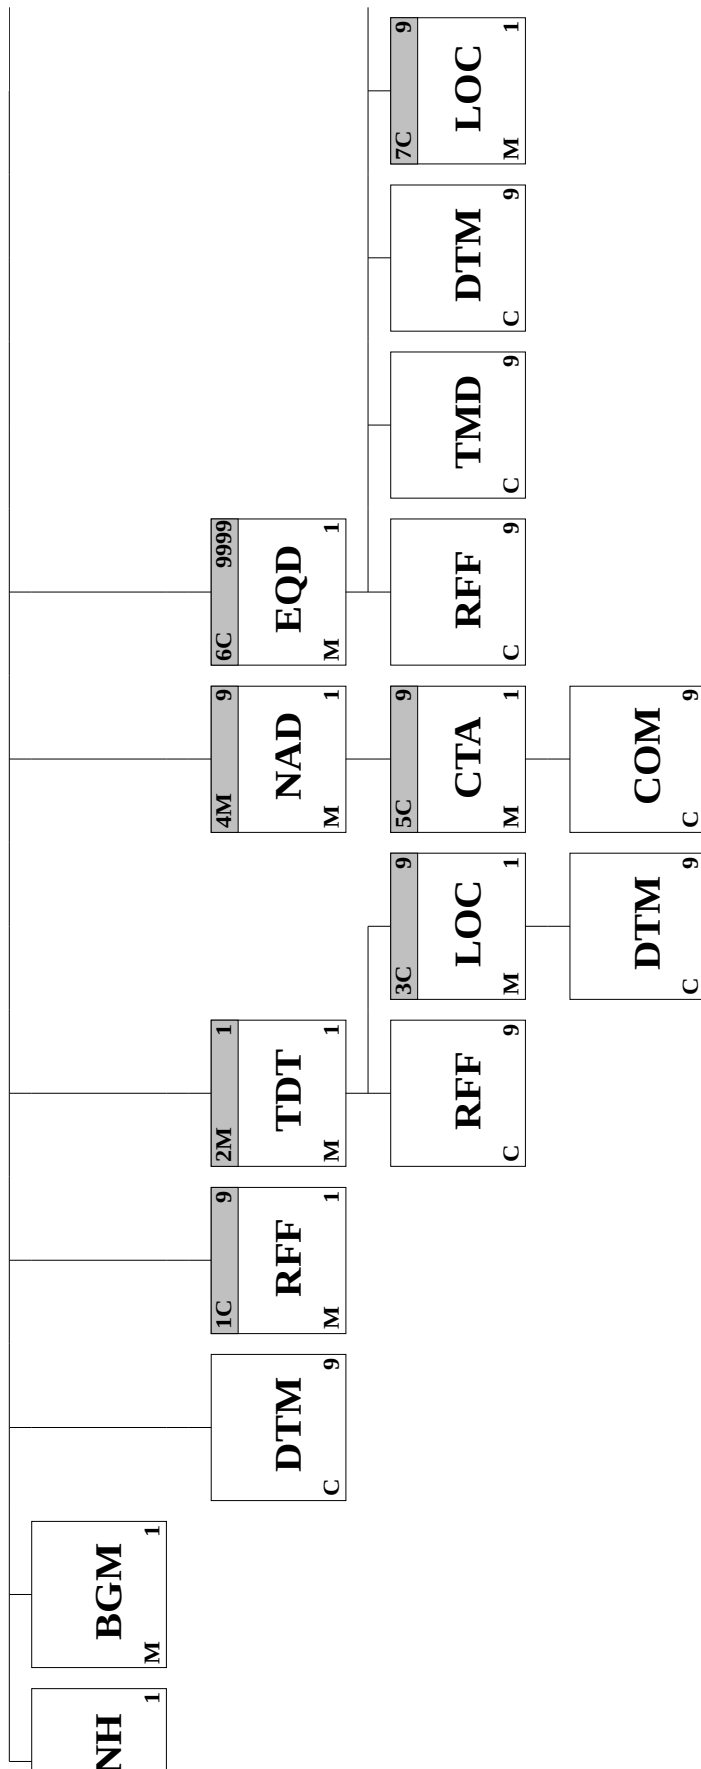 NH
1
BGM
M 1
DTM
C 9
1C 9
RFF
M 1
2M 1
TDT
M 1
4M 9
NAD
M 1
6C 9999
EQD
M 1
RFF
C 9
3C 9
LOC
M 1
5C 9
CTA
M 1
RFF
C 9
TMD
C 9
DTM
C 9
7C 9
LOC
M 1
DTM
C 9
COM
C 9